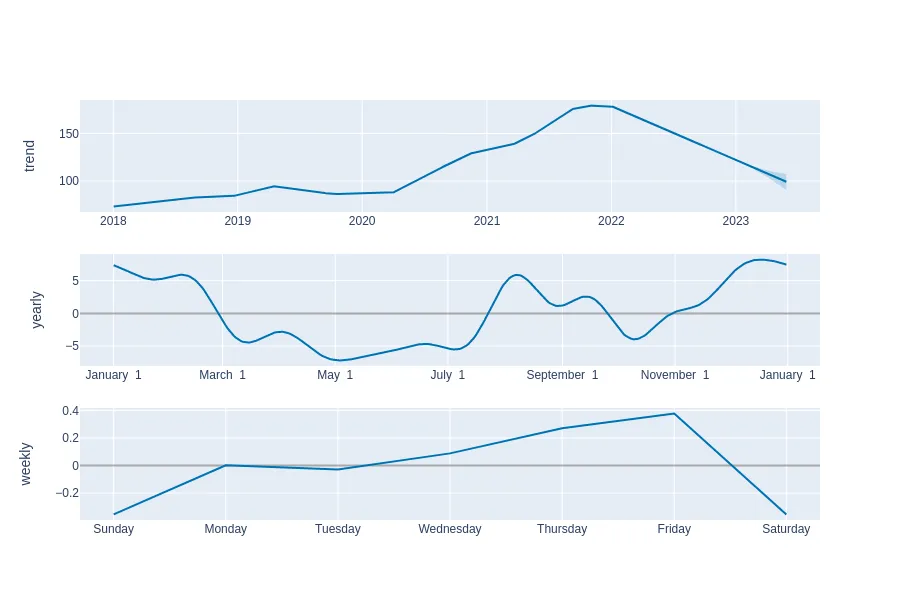 trend
150
100
2018 2019 2020 2021 2022 2023
yearly
5
0
−5
January 1 March 1 May 1 July 1 September 1 November 1 January 1
weekly
0.4
0.2
0
−0.2
Sunday Monday Tuesday Wednesday Thursday Friday Saturday